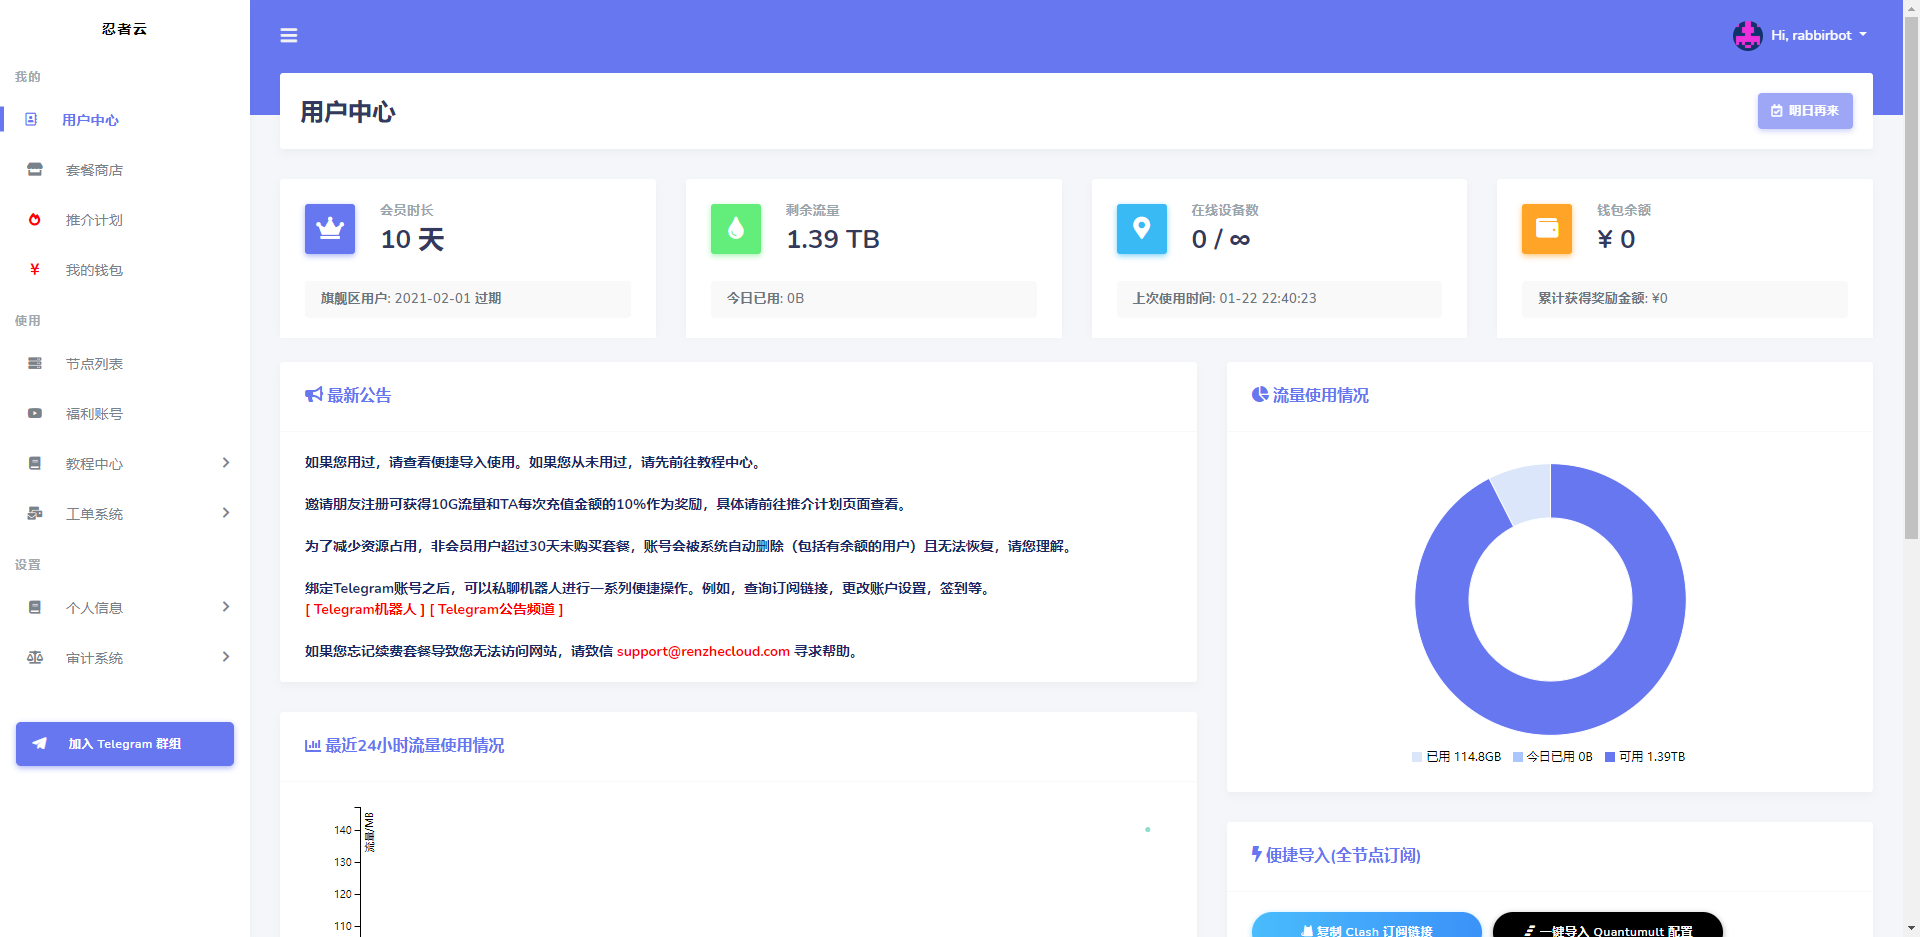 忍者云
Hi, rabbirbot
我的
用户中心
套餐商店
推介计划
我的钱包
使用
节点列表
福利账号
教程中心
工单系统
设置
个人信息
审计系统
加入 Telegram 群组
用户中心
明日再来
会员时长
10 天
旗舰区用户: 2021-02-01 过期
剩余流量
1.39 TB
今日已用: 0B
在线设备数
0 / ∞
上次使用时间: 01-22 22:40:23
钱包余额
¥ 0
累计获得奖励金额: ¥0
最新公告
如果您用过，请查看便捷导入使用。如果您从未用过，请先前往教程中心。
邀请朋友注册可获得10G流量和TA每次充值金额的10%作为奖励，具体请前往推介计划页面查看。
为了减少资源占用，非会员用户超过30天未购买套餐，账号会被系统自动删除（包括有余额的用户）且无法恢复，请您理解。
绑定Telegram账号之后，可以私聊机器人进行一系列便捷操作。例如，查询订阅链接，更改账户设置，签到等。
[ Telegram机器人 ] [ Telegram公告频道 ]
如果您忘记续费套餐导致您无法访问网站，请致信 support@renzhecloud.com 寻求帮助。
流量使用情况
已用 114.8GB 今日已用 0B 可用 1.39TB
最近24小时流量使用情况
流量/MB
140
130
120
110
便捷导入(全节点订阅)
复制 Clash 订阅链接
一键导入 Quantumult 配置